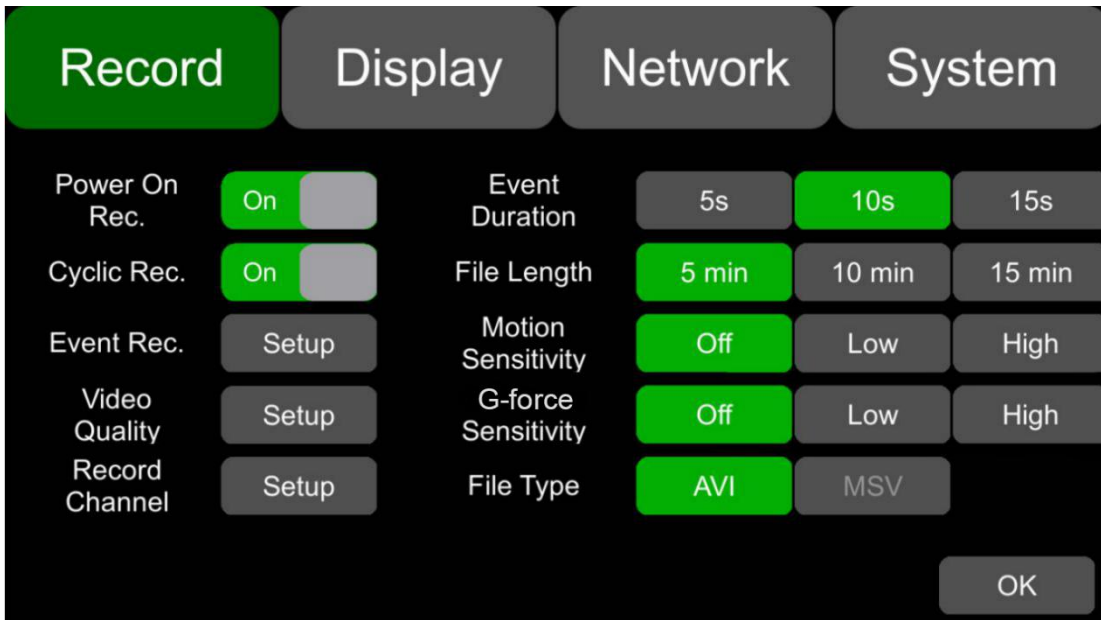 Record Display Network System
Power On
Rec.
On
Event
Duration
5s 10s 15s
Cyclic Rec.
On
File Length
5 min 10 min 15 min
Event Rec.
Setup
Motion
Sensitivity
Off Low High
Video
Quality
Setup
G-force
Sensitivity
Off Low High
Record
Channel
Setup
File Type
AVI MSV
OK